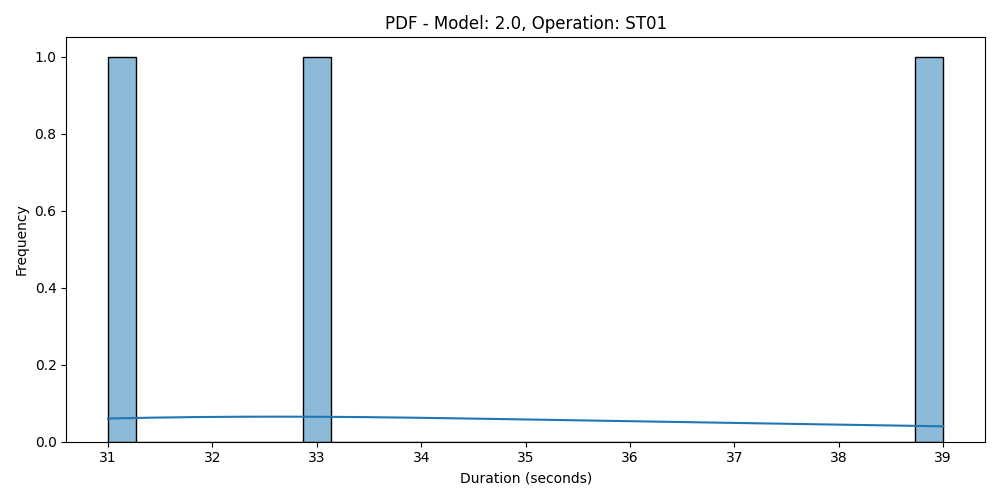 PDF - Model: 2.0, Operation: ST01
1.0
0.8
0.6
0.4
0.2
0.0
Frequency
31 32 33 34 35 36 37 38 39
Duration (seconds)